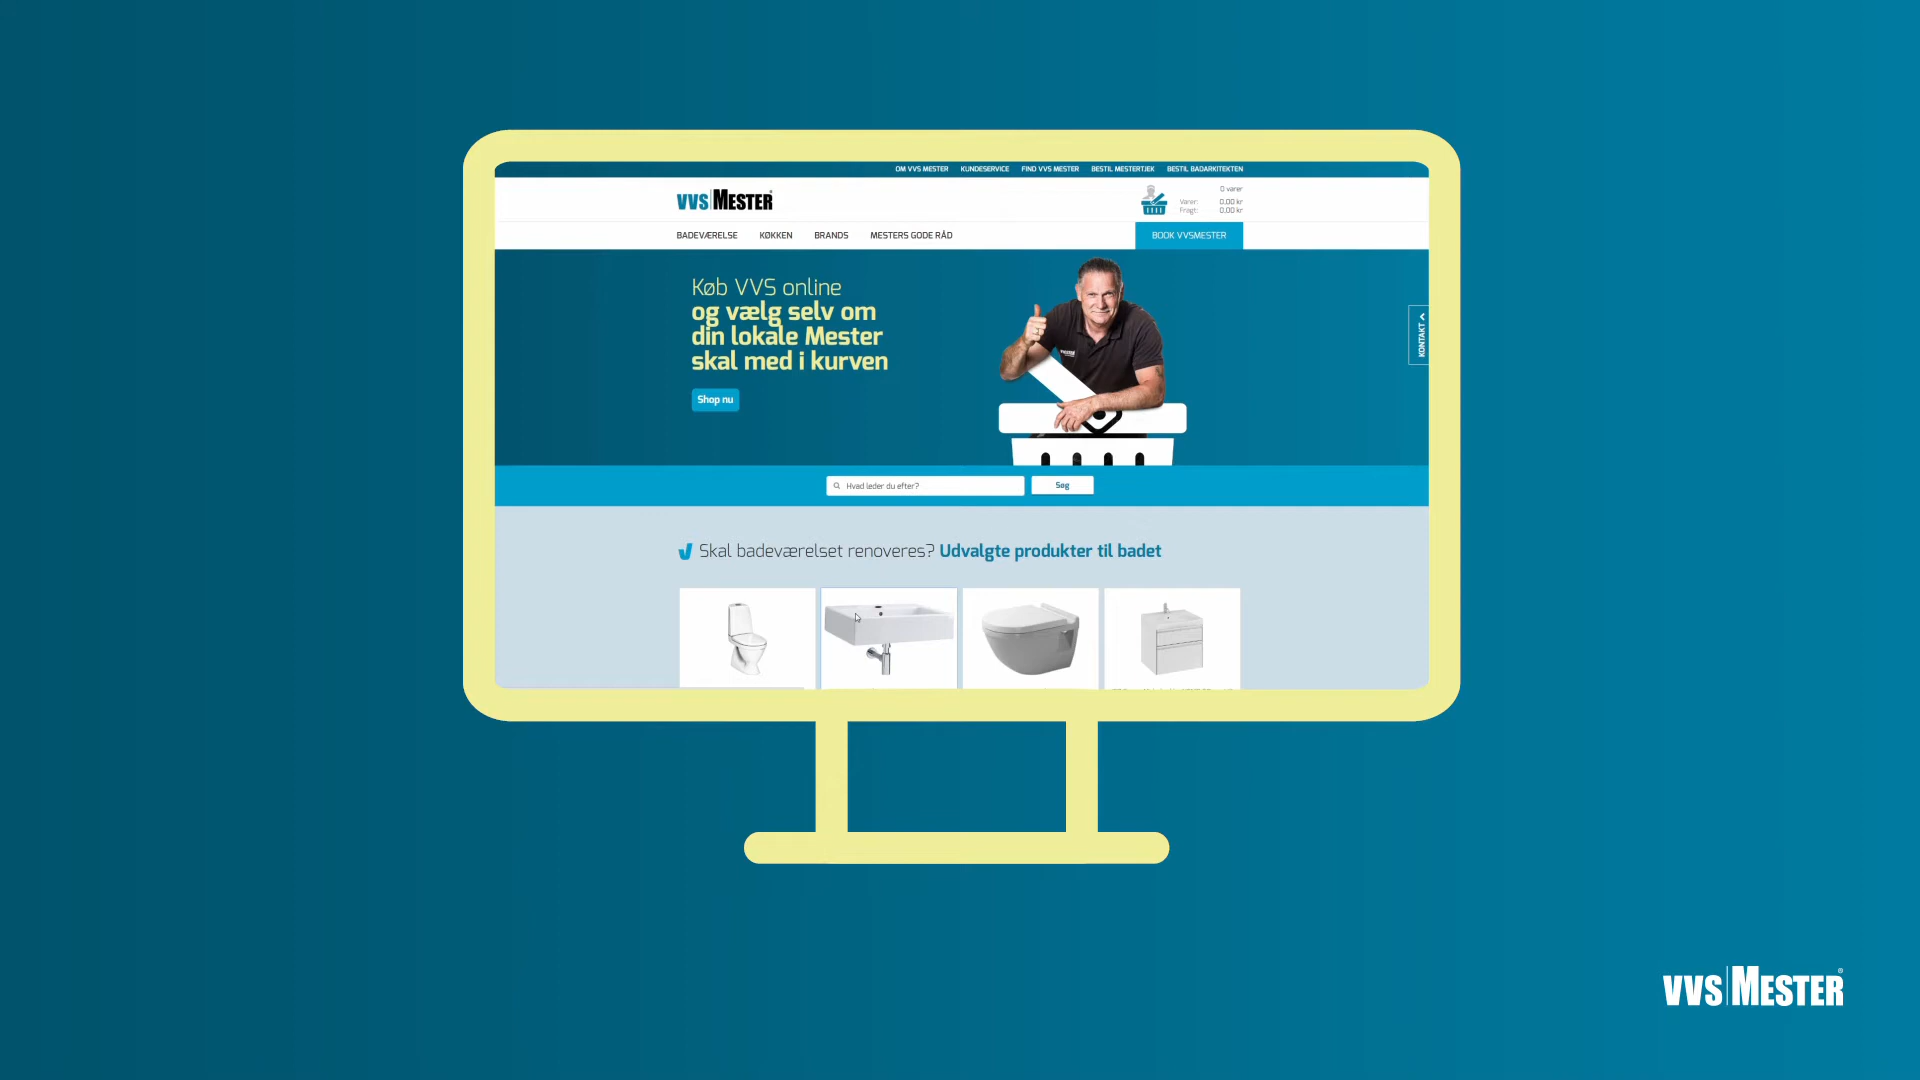 OM VVS MESTER KUNDESERVICE FIND VVS MESTER BESTIL MESTERTJEK BESTIL BADARKITEKTEN
VVS MESTER
0 varer
Varer: 0,00 kr
Fragt: 0,00 kr
BADEVÆRELSE KØKKEN BRANDS MESTERS GODE RÅD BOOK VVSMESTER
Køb VVS online
og vælg selv om
din lokale Mester
skal med i kurven
Shop nu
KONTAKT
Hvad leder du efter? Søg
Skal badeværelset renoveres? Udvalgte produkter til badet
VVS MESTER®